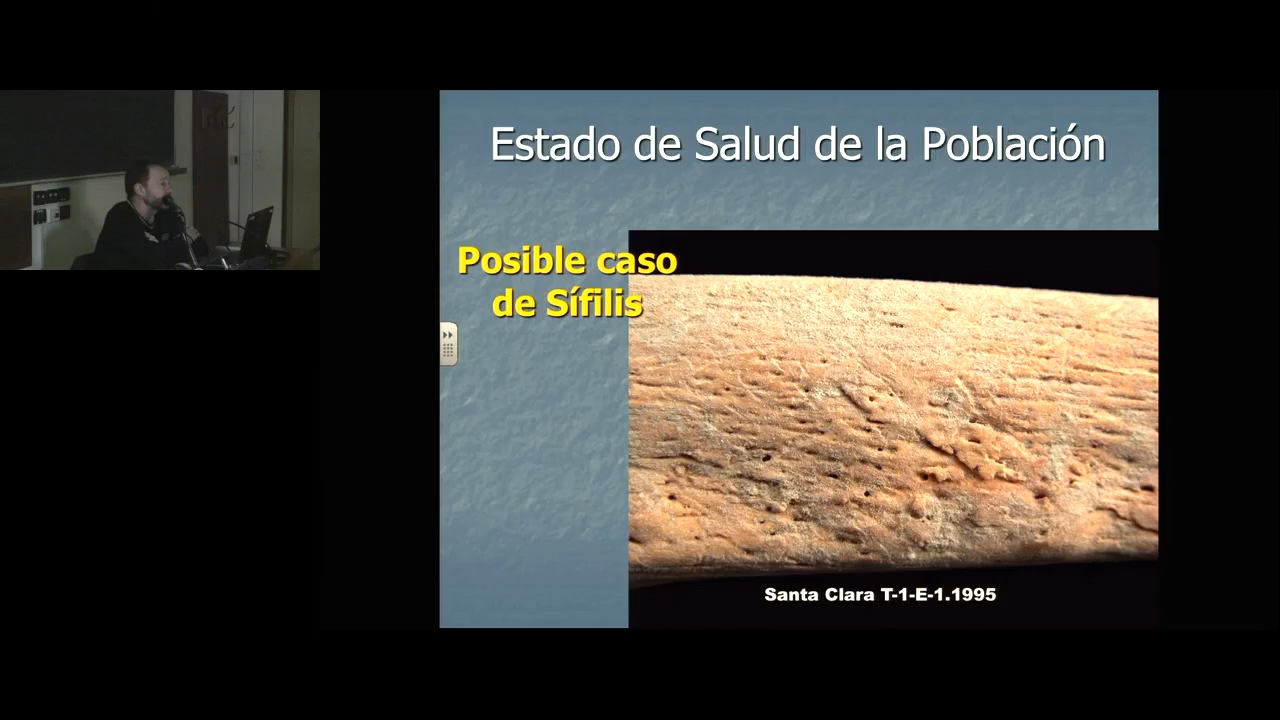 Estado de Salud de la Población
Posible caso
de Sífilis
Santa Clara T-1-E-1.1995